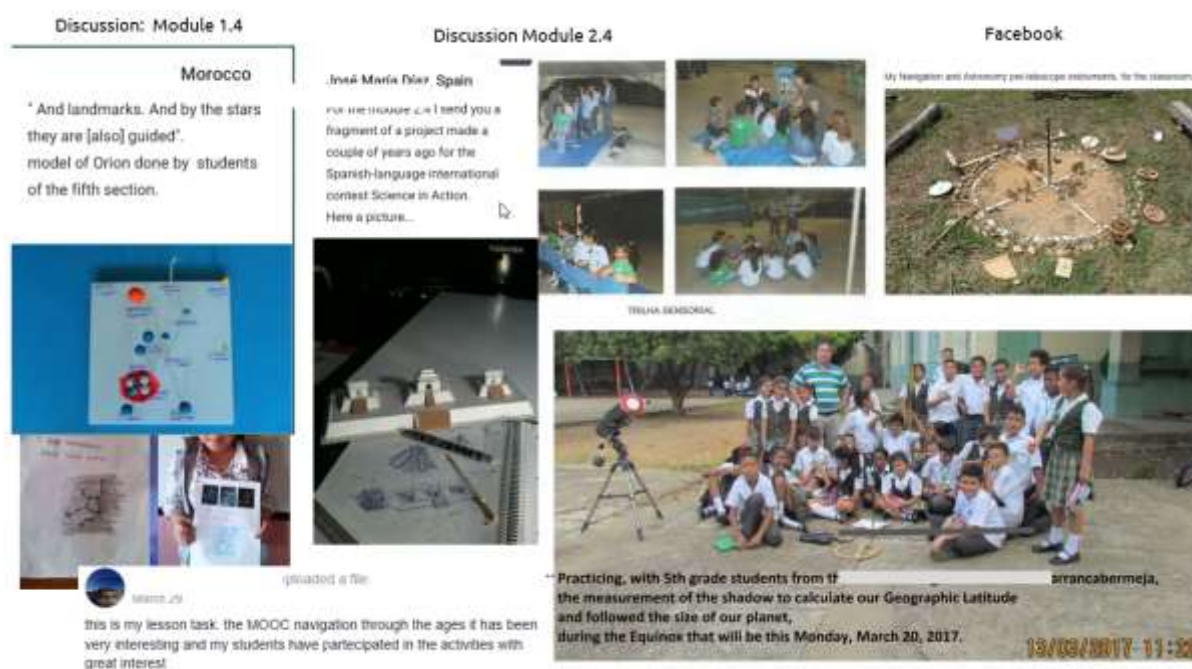 Discussion: Module 1.4
Morocco
" And landmarks. And by the stars
they are [also] guided".
model of Orion done by students
of the fifth section.
Discussion Module 2.4
José María Díaz, Spain
For the module 2.4 I send you a
fragment of a project made a
couple of years ago for the
Spanish-language international
contest Science in Action.
Here a picture...
TRILHA SENSORIAL
Facebook
My Navigation and Astronomy pre-telescope instruments, for the classroom
uploaded a file.
March 29
this is my lesson task. the MOOC navigation through the ages it has been
very interesting and my students have partecipated in the activities with
great interest
Practicing, with 5th grade students from th arrancabermeja,
the measurement of the shadow to calculate our Geographic Latitude
and followed the size of our planet,
during the Equinox that will be this Monday, March 20, 2017.
11:22